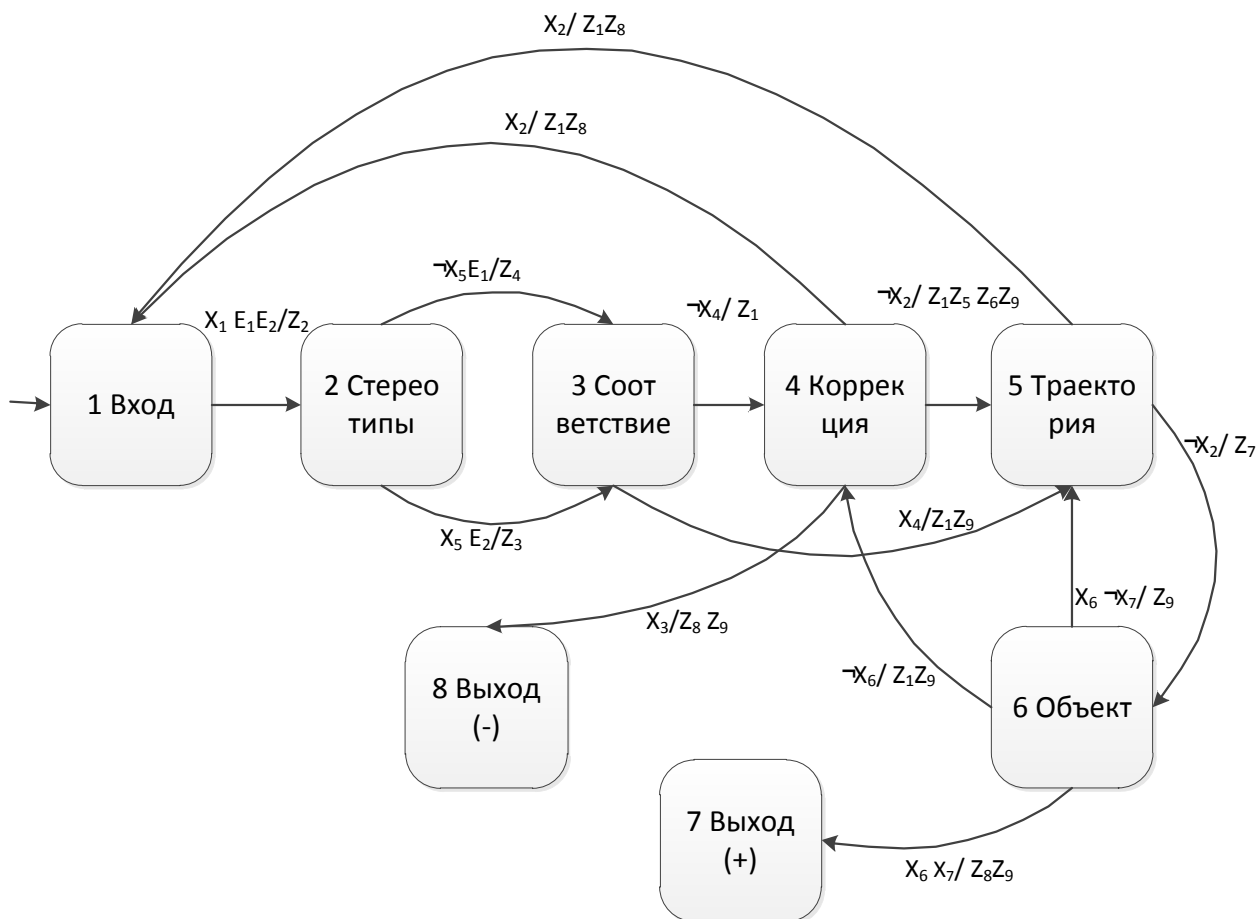 X₂/ Z₁Z₈
X₂/ Z₁Z₈
¬X₅E₁/Z₄
¬X₄/ Z₁
¬X₂/ Z₁Z₅ Z₆Z₉
X₁ E₁E₂/Z₂
1 Вход
2 Стерео
типы
3 Соот
ветствие
4 Коррек
ция
5 Траекто
рия
¬X₂/ Z₇
X₅ E₂/Z₃
X₄/Z₁Z₉
X₆ ¬X₇/ Z₉
X₃/Z₈ Z₉
¬X₆/ Z₁Z₉
8 Выход
(-)
6 Объект
7 Выход
(+)
X₆ X₇/ Z₈Z₉